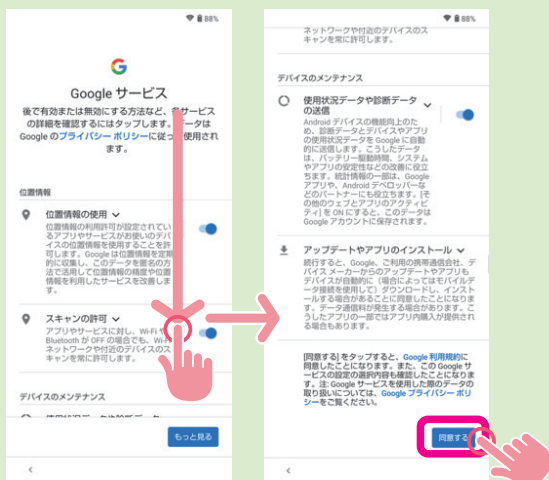 88%
Google サービス
後で有効または無効にする方法など、各サービス
の詳細を確認するにはタップします。データは
Google のプライバシー ポリシーに従って使用され
ます。
位置情報
位置情報の使用
位置情報の利用許可が設定されてい
るアプリやサービスがお使いのデバ
イスの位置情報を使用することを許
可します。Google は位置情報を定期
的に収集し、このデータを匿名の方
法で活用して位置情報の精度や位置
情報を利用したサービスを改善しま
す。
スキャンの許可
アプリやサービスに対し、Wi-Fi や
Bluetooth が OFF の場合でも、Wi-Fi
ネットワークや付近のデバイスのス
キャンを常に許可します。
デバイスのメンテナンス
使用状況データや診断データ
もっと見る
88%
ネットワークや付近のデバイスのス
キャンを常に許可します。
デバイスのメンテナンス
使用状況データや診断データ
の送信
Android デバイスの機能向上のた
め、診断データとデバイスやアプリ
の使用状況データを Google に自動
的に送信します。こうしたデータ
は、バッテリー駆動時間、システム
やアプリの安定性などの改善に役立
ちます。統計情報の一部は、Google
アプリや、Android デベロッパーな
どのパートナーにも役立ちます。[そ
の他のウェブとアプリのアクティビ
ティ] を ON にすると、このデータは
Google アカウントに保存されます。
アップデートやアプリのインストール
続行すると、Google、ご利用の携帯通信会社、デ
バイス メーカーからのアップデートやアプリも
デバイスが自動的に（場合によってはモバイルデ
ータ接続を使用して）ダウンロードし、インスト
ールする場合があることに同意したことになりま
す。データ通信料が発生する場合があります。こ
うしたアプリの一部ではアプリ内購入が提供され
る場合もあります。
[同意する] をタップすると、Google 利用規約に
同意したことになります。また、この Google サ
ービスの設定の選択内容も確認したことになりま
す。注: Google サービスを使用した際のデータの
取り扱いについては、Google プライバシー ポリ
シーをご覧ください。
同意する